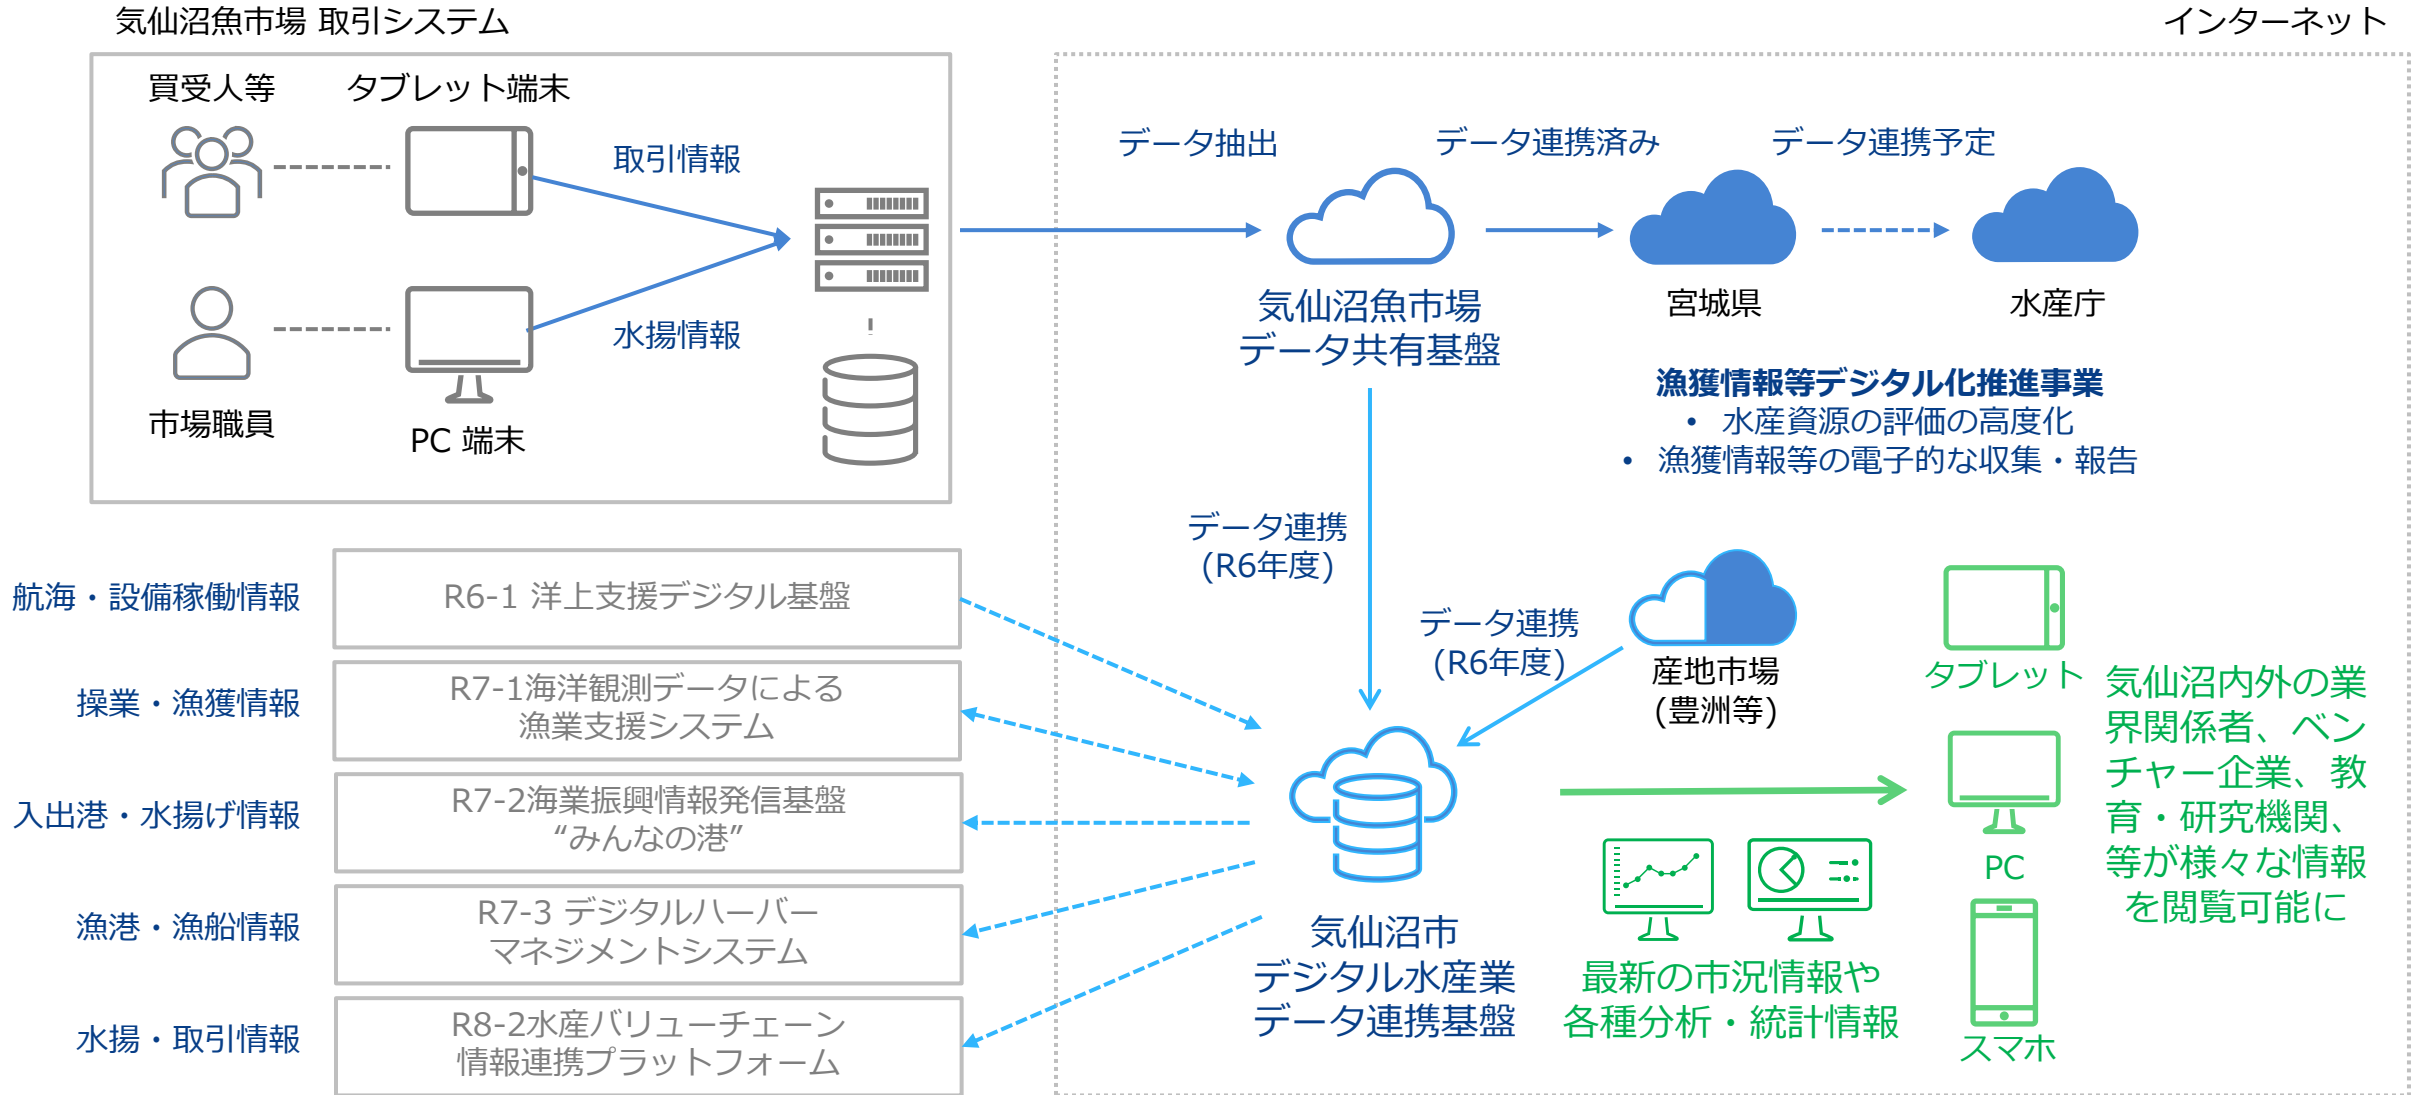 気仙沼魚市場 取引システム
インターネット
買受人等
タブレット端末
取引情報
市場職員
PC 端末
水揚情報
データ抽出
データ連携済み
データ連携予定
気仙沼魚市場
データ共有基盤
宮城県
水産庁
漁獲情報等デジタル化推進事業
• 水産資源の評価の高度化
• 漁獲情報等の電子的な収集・報告
データ連携
(R6年度)
データ連携
(R6年度)
産地市場
(豊洲等)
航海・設備稼働情報
R6-1 洋上支援デジタル基盤
操業・漁獲情報
R7-1海洋観測データによる
漁業支援システム
入出港・水揚げ情報
R7-2海業振興情報発信基盤
“みんなの港”
漁港・漁船情報
R7-3 デジタルハーバー
マネジメントシステム
水揚・取引情報
R8-2水産バリューチェーン
情報連携プラットフォーム
気仙沼市
デジタル水産業
データ連携基盤
最新の市況情報や
各種分析・統計情報
タブレット
PC
スマホ
気仙沼内外の業
界関係者、ベン
チャー企業、教
育・研究機関、
等が様々な情報
を閲覧可能に